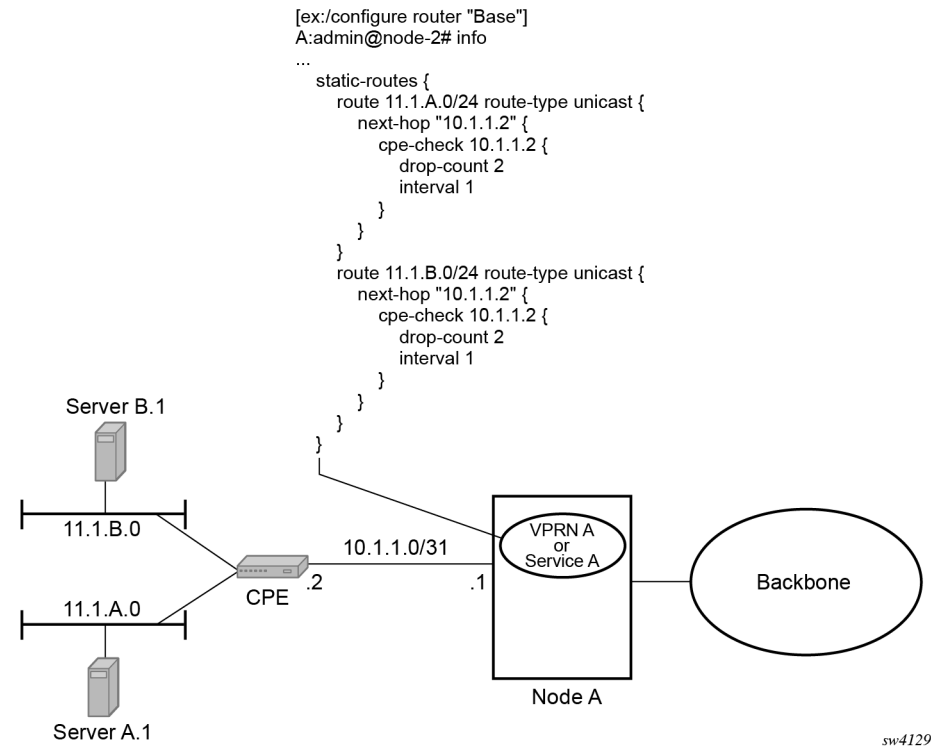 [ex:/configure router "Base"]
A:admin@node-2# info
...
static-routes {
route 11.1.A.0/24 route-type unicast {
next-hop "10.1.1.2" {
cpe-check 10.1.1.2 {
drop-count 2
interval 1
}
}
}
route 11.1.B.0/24 route-type unicast {
next-hop "10.1.1.2" {
cpe-check 10.1.1.2 {
drop-count 2
interval 1
}
}
}
}
Server B.1
11.1.B.0
11.1.A.0
Server A.1
CPE
.2
10.1.1.0/31
.1
VPRN A
or
Service A
Node A
Backbone
sw4129